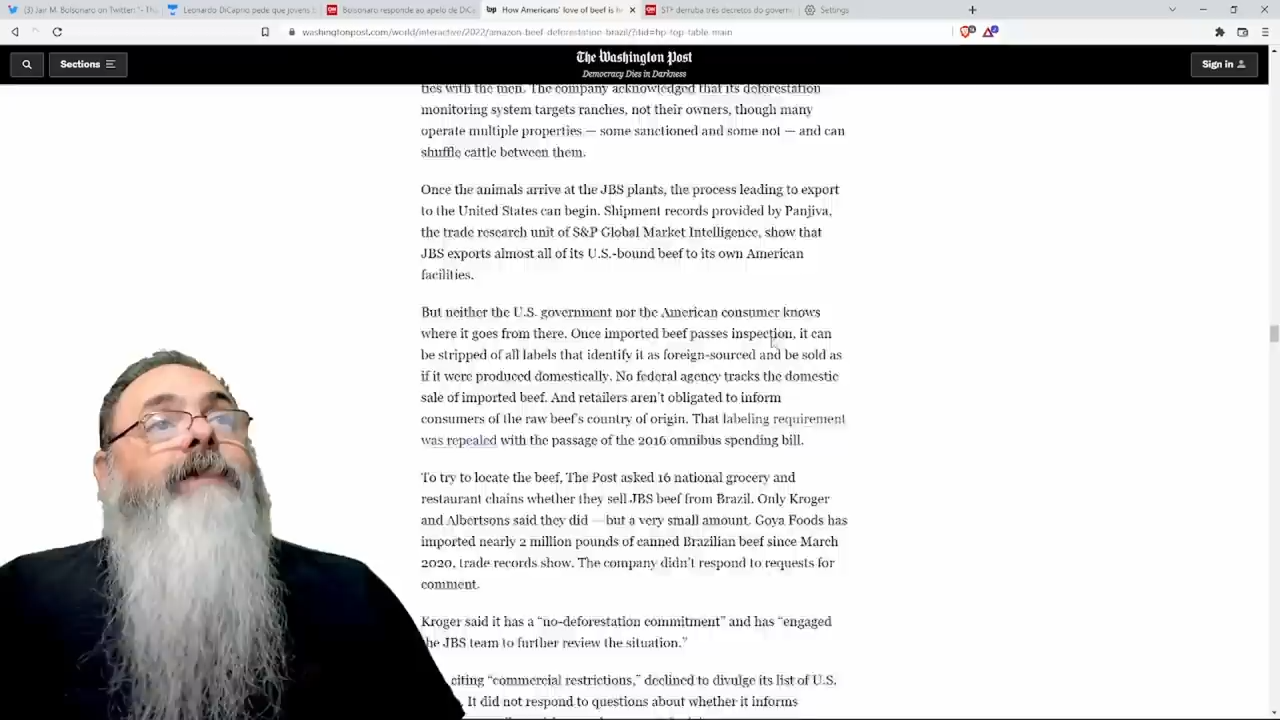 (3) Jair M. Bolsonaro on Twitter: "- Th
Leonardo DiCaprio pede que jovens b
Bolsonaro responde ao apelo de DiCa
How Americans' love of beef is he
STF derruba três decretos do governo
Settings
washingtonpost.com/world/interactive/2022/amazon-beef-deforestation-brazil/?itid=hp-top-table-main
Sections
The Washington Post
Democracy Dies in Darkness
Sign in
ties with the men. The company acknowledged that its deforestation
monitoring system targets ranches, not their owners, though many
operate multiple properties — some sanctioned and some not — and can
shuffle cattle between them.
Once the animals arrive at the JBS plants, the process leading to export
to the United States can begin. Shipment records provided by Panjiva,
the trade research unit of S&P Global Market Intelligence, show that
JBS exports almost all of its U.S.-bound beef to its own American
facilities.
But neither the U.S. government nor the American consumer knows
where it goes from there. Once imported beef passes inspection, it can
be stripped of all labels that identify it as foreign-sourced and be sold as
if it were produced domestically. No federal agency tracks the domestic
sale of imported beef. And retailers aren't obligated to inform
consumers of the raw beef's country of origin. That labeling requirement
was repealed with the passage of the 2016 omnibus spending bill.
To try to locate the beef, The Post asked 16 national grocery and
restaurant chains whether they sell JBS beef from Brazil. Only Kroger
and Albertsons said they did — but a very small amount. Goya Foods has
imported nearly 2 million pounds of canned Brazilian beef since March
2020, trade records show. The company didn't respond to requests for
comment.
Kroger said it has a “no-deforestation commitment” and has “engaged
the JBS team to further review the situation.”
citing “commercial restrictions,” declined to divulge its list of U.S.
It did not respond to questions about whether it informs